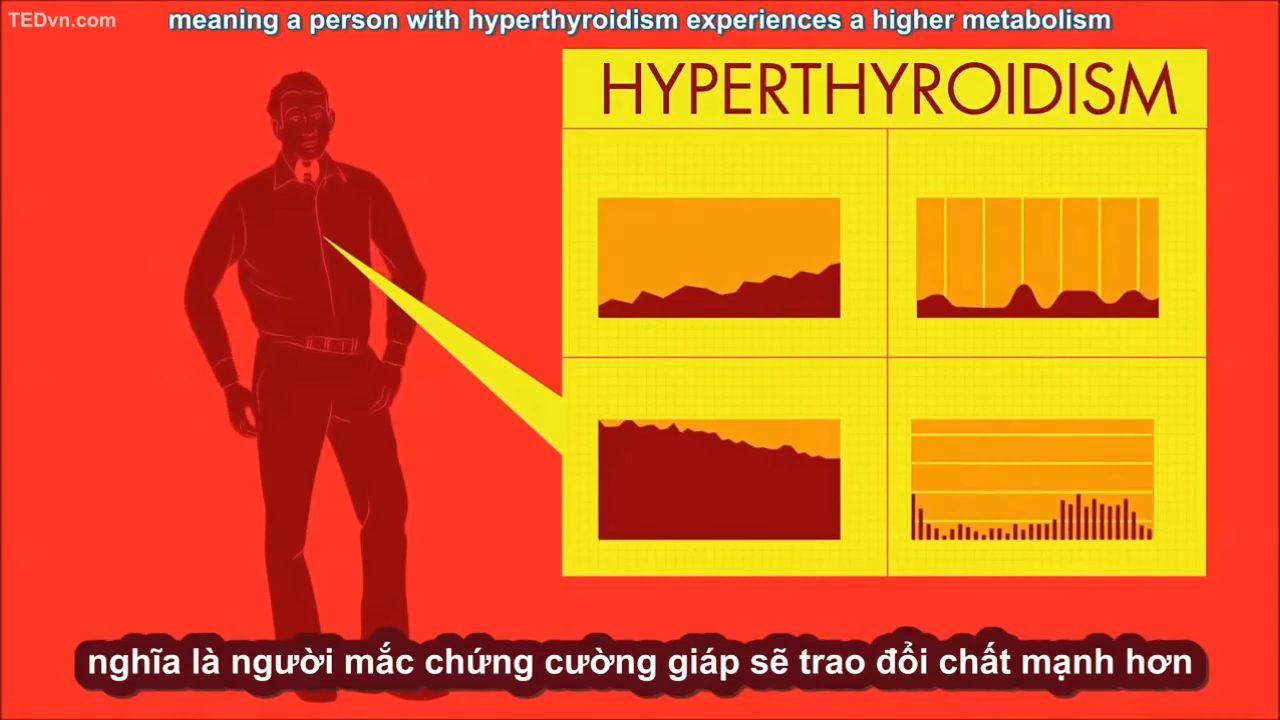 TEDvn.com
meaning a person with hyperthyroidism experiences a higher metabolism
HYPERTHYROIDISM
nghĩa là người mắc chứng cường giáp sẽ trao đổi chất mạnh hơn